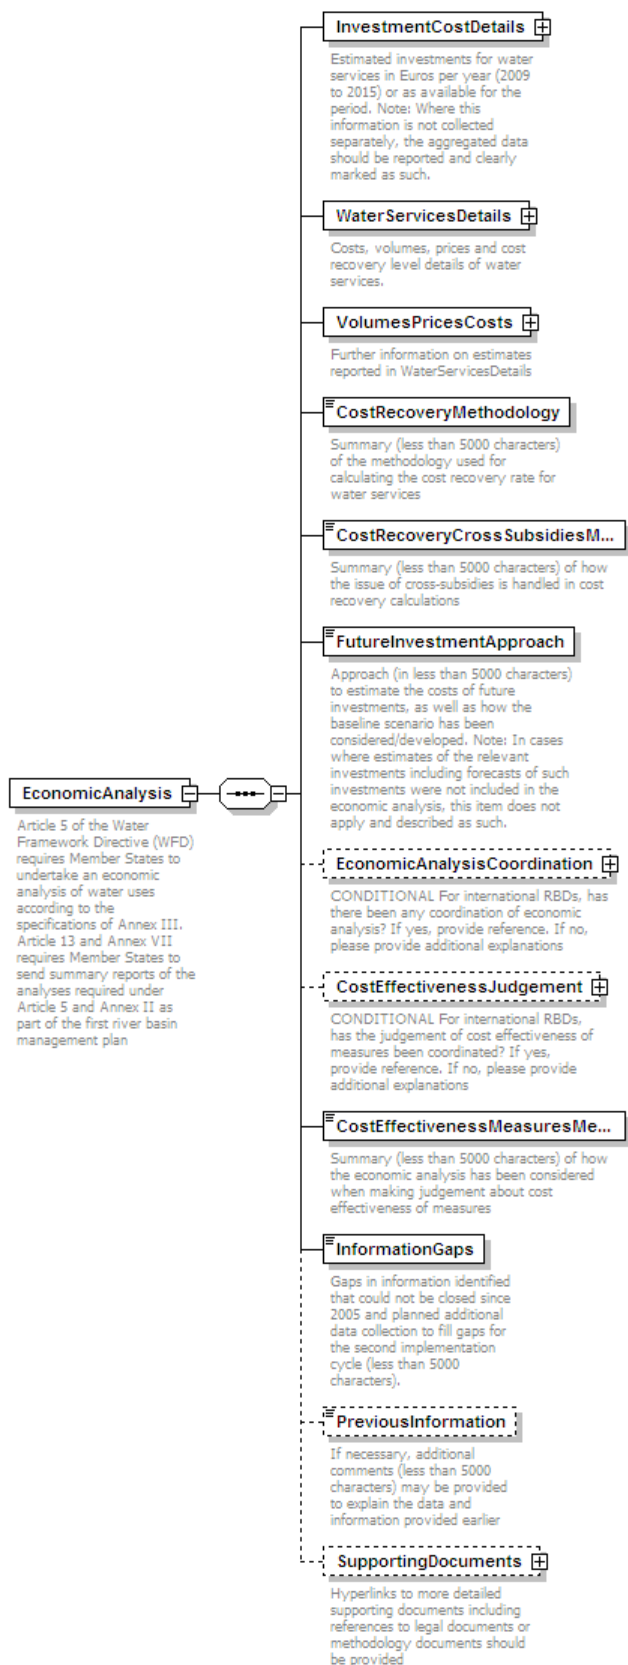 InvestmentCostDetails
Estimated investments for water
services in Euros per year (2009
to 2015) or as available for the
period. Note: Where this
information is not collected
separately, the aggregated data
should be reported and clearly
marked as such.
WaterServicesDetails
Costs, volumes, prices and cost
recovery level details of water
services.
VolumesPricesCosts
Further information on estimates
reported in WaterServicesDetails
CostRecoveryMethodology
Summary (less than 5000 characters)
of the methodology used for
calculating the cost recovery rate for
water services
CostRecoveryCrossSubsidiesM...
Summary (less than 5000 characters) of how
the issue of cross-subsidies is handled in cost
recovery calculations
FutureInvestmentApproach
Approach (in less than 5000 characters)
to estimate the costs of future
investments, as well as how the
baseline scenario has been
considered/developed. Note: In cases
where estimates of the relevant
investments including forecasts of such
investments were not included in the
economic analysis, this item does not
apply and described as such.
EconomicAnalysis
Article 5 of the Water
Framework Directive (WFD)
requires Member States to
undertake an economic
analysis of water uses
according to the
specifications of Annex III.
Article 13 and Annex VII
requires Member States to
send summary reports of the
analyses required under
Article 5 and Annex II as
part of the first river basin
management plan
EconomicAnalysisCoordination
CONDITIONAL For international RBDs, has
there been any coordination of economic
analysis? If yes, provide reference. If no,
please provide additional explanations
CostEffectivenessJudgement
CONDITIONAL For international RBDs,
has the judgement of cost effectiveness of
measures been coordinated? If yes,
provide reference. If no, please provide
additional explanations
CostEffectivenessMeasuresMe...
Summary (less than 5000 characters) of how
the economic analysis has been considered
when making judgement about cost
effectiveness of measures
InformationGaps
Gaps in information identified
that could not be closed since
2005 and planned additional
data collection to fill gaps for
the second implementation
cycle (less than 5000
characters).
PreviousInformation
If necessary, additional
comments (less than 5000
characters) may be provided
to explain the data and
information provided earlier
SupportingDocuments
Hyperlinks to more detailed
supporting documents including
references to legal documents or
methodology documents should
be provided